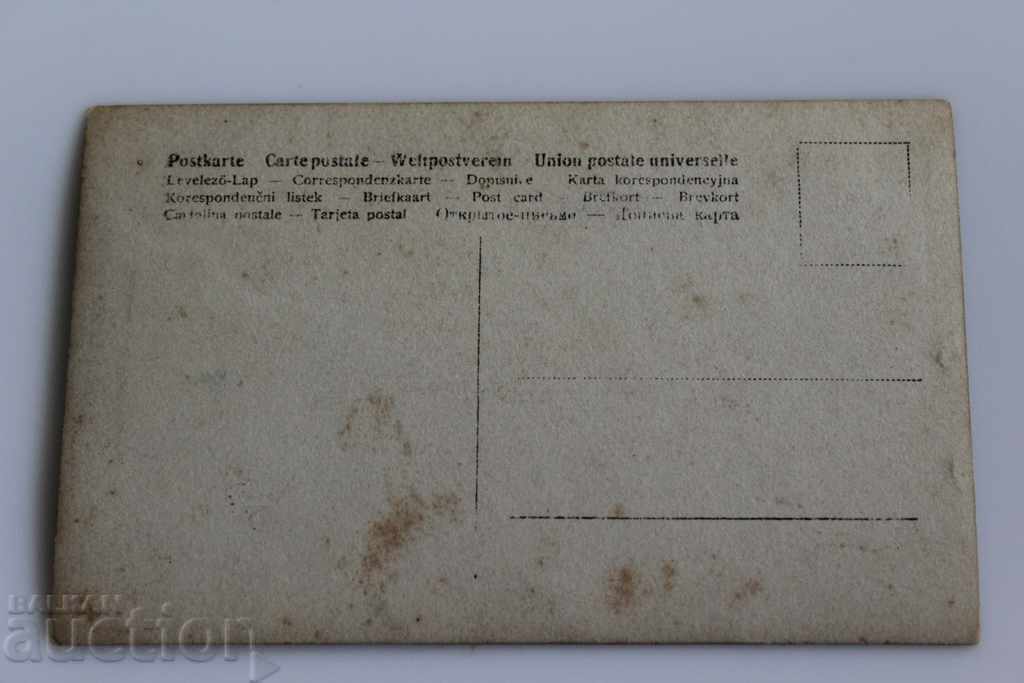 Postkarte Carte postale – Weltpostverein Union postale universelle
Levelező-Lap – Correspondenzkarte – Dopisnice Karta korespondencyjna
Korespondenční listek – Briefkaart – Post card – Brefkort – Brevkort
Cartolina postale – Tarjeta postal Открытое-письмо — Дописна карта
BALKAN
auction